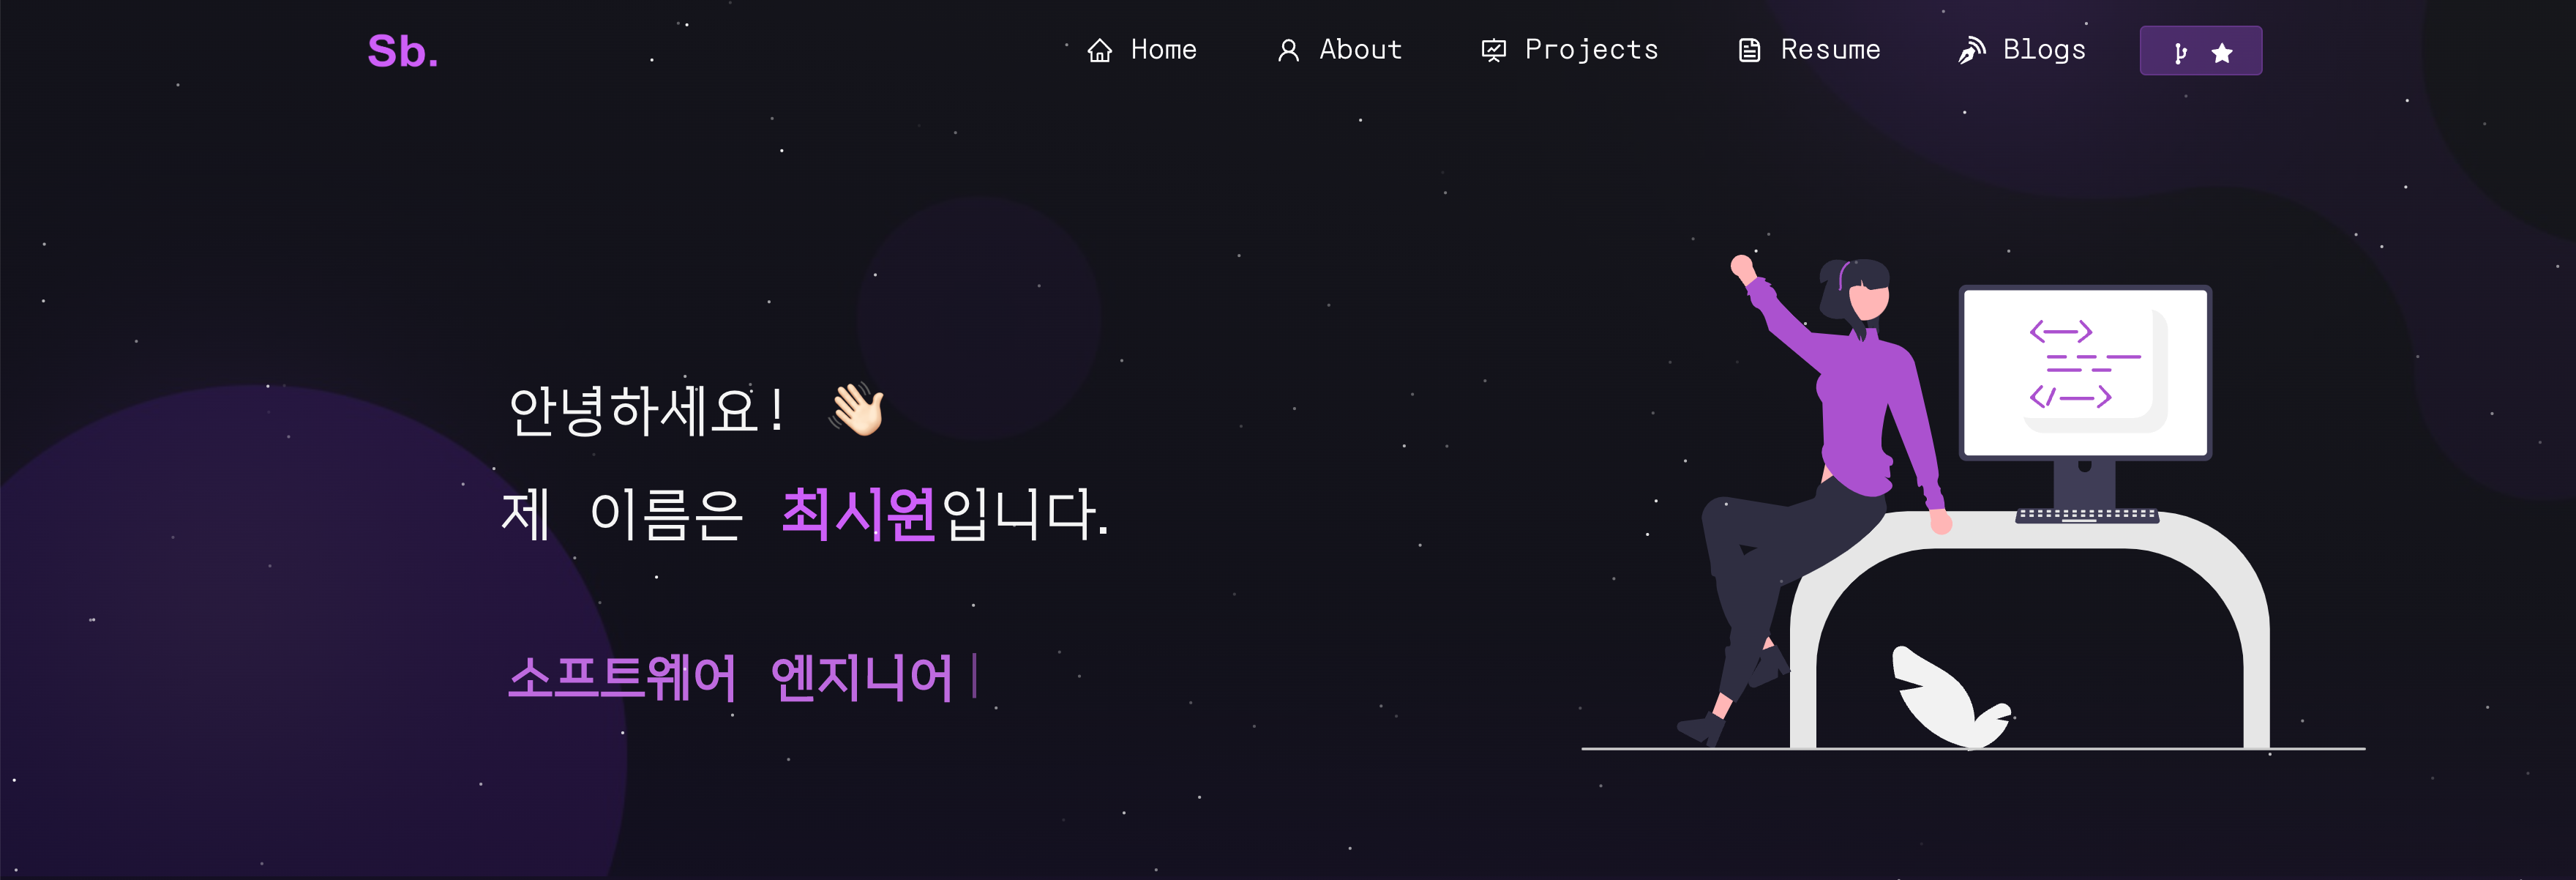 Sb.
Home
About
Projects
Resume
Blogs
안녕하세요! 👋🏻
제 이름은 최시원입니다.
소프트웨어 엔지니어